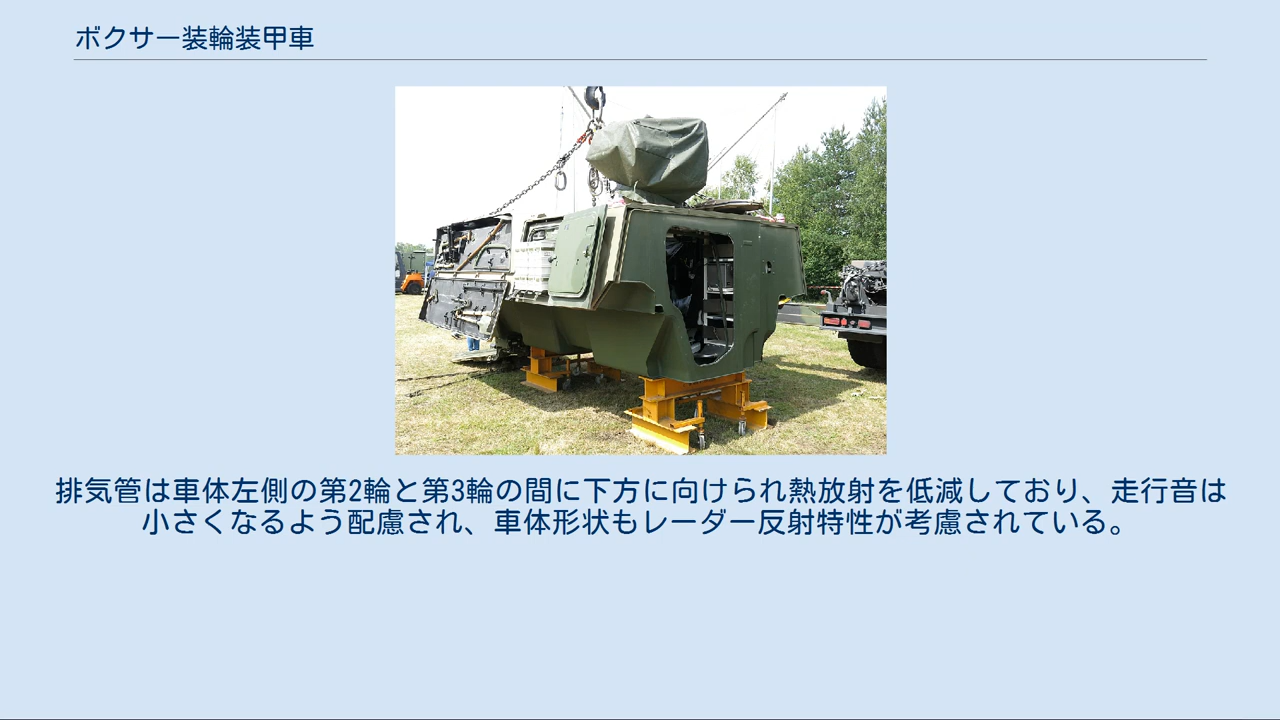 ボクサー装輪装甲車
排気管は車体左側の第2輪と第3輪の間に下方に向けられ熱放射を低減しており、走行音は
小さくなるよう配慮され、車体形状もレーダー反射特性が考慮されている。